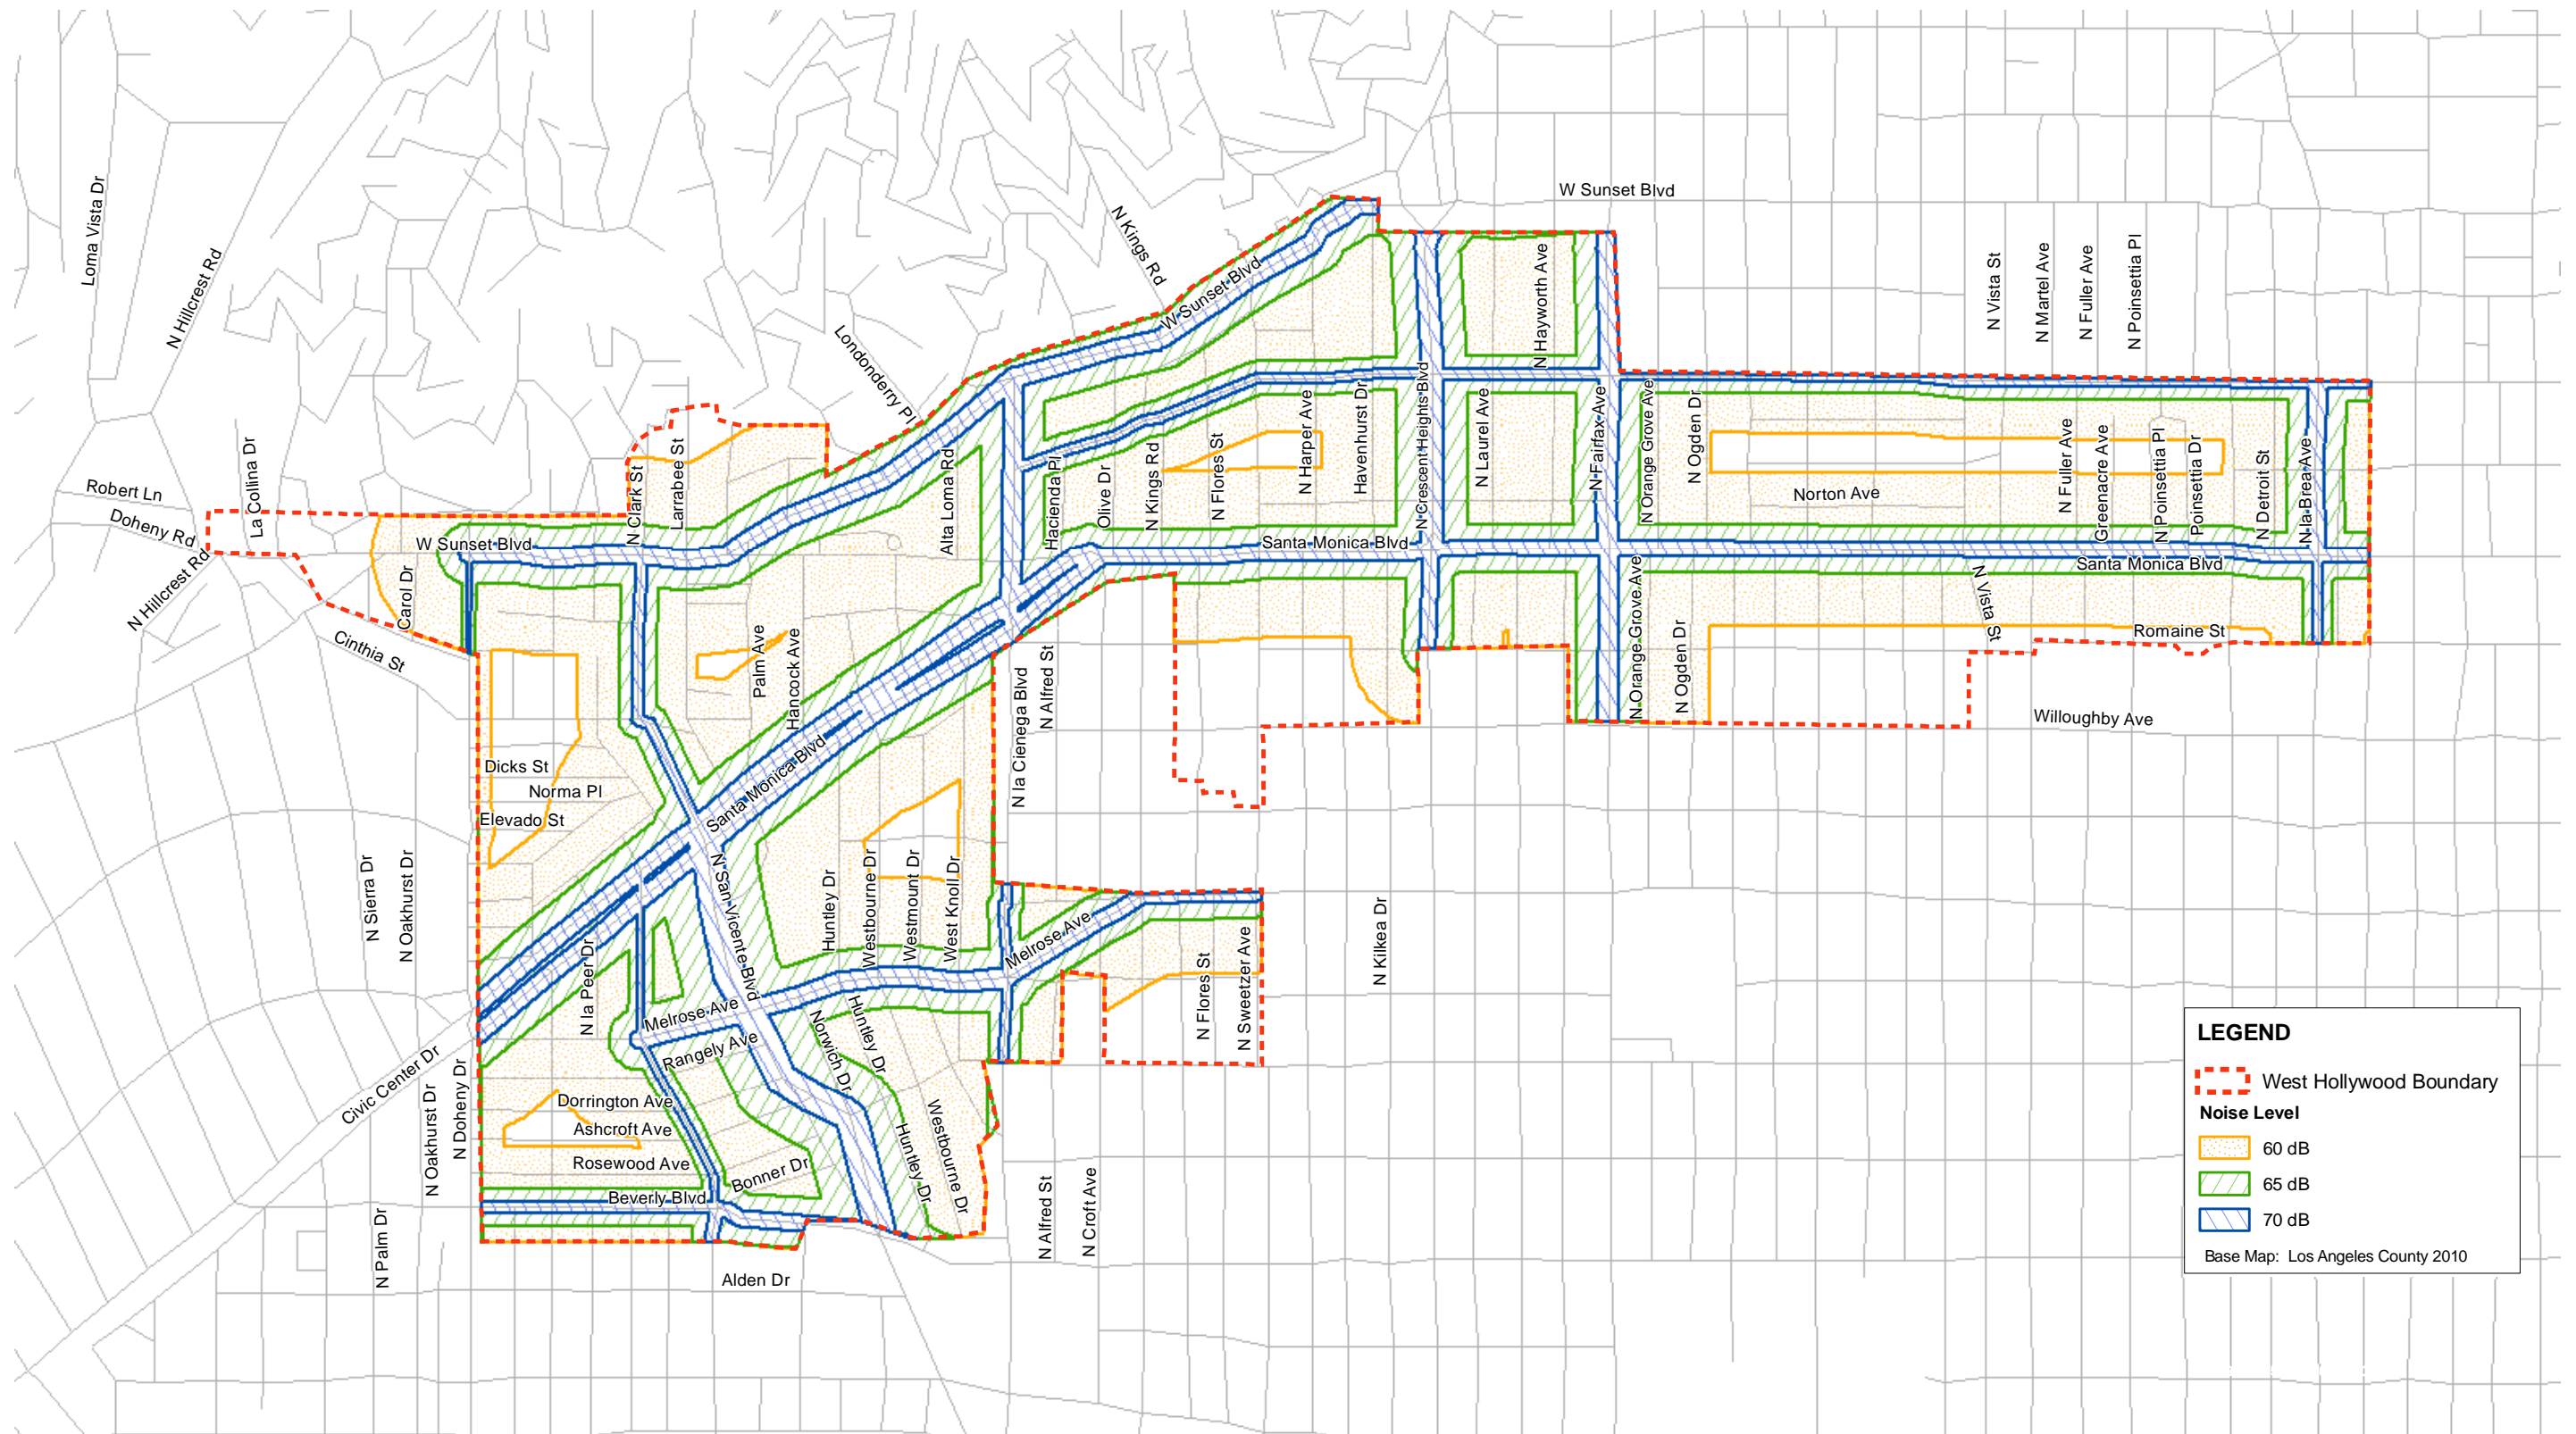 W Sunset Blvd
Loma Vista Dr
N Hillcrest Rd
N Kings Rd
W Sunset Blvd
N Hayworth Ave
N Vista St
N Martel Ave
N Fuller Ave
N Poinsettia Pl
Londonderry Pl
Robert Ln
Doheny Rd
La Collina Dr
N Hillcrest Rd
Cinthia St
Carol Dr
W Sunset Blvd
N Clark St
Larrabee St
Alta Loma Rd
Hacienda Pl
Olive Dr
N Kings Rd
N Flores St
N Harper Ave
Havenhurst Dr
N Crescent Heights Blvd
N Laurel Ave
N Fairfax Ave
N Orange Grove Ave
N Ogden Dr
Norton Ave
N Fuller Ave
Greenacre Ave
N Poinsettia Pl
Poinsettia Dr
N Detroit St
N la Brea Ave
Santa Monica Blvd
Santa Monica Blvd
N Vista St
Romaine St
N Orange Grove Ave
N Ogden Dr
Willoughby Ave
Palm Ave
Hancock Ave
N la Cienega Blvd
N Alfred St
Dicks St
Norma Pl
Elevado St
Santa Monica Blvd
N Sierra Dr
N Oakhurst Dr
N la Peer Dr
N San Vicente Blvd
Huntley Dr
Westbourne Dr
Westmount Dr
West Knoll Dr
Melrose Ave
N Flores St
N Sweetzer Ave
N Kilkea Dr
Melrose Ave
Rangely Ave
Norwich Dr
Huntley Dr
Civic Center Dr
N Oakhurst Dr
N Doheny Dr
Dorrington Ave
Ashcroft Ave
Rosewood Ave
Bonner Dr
Beverly Blvd
Huntley Dr
Westbourne Dr
N Alfred St
N Croft Ave
N Palm Dr
Alden Dr
LEGEND
West Hollywood Boundary
Noise Level
60 dB
65 dB
70 dB
Base Map: Los Angeles County 2010